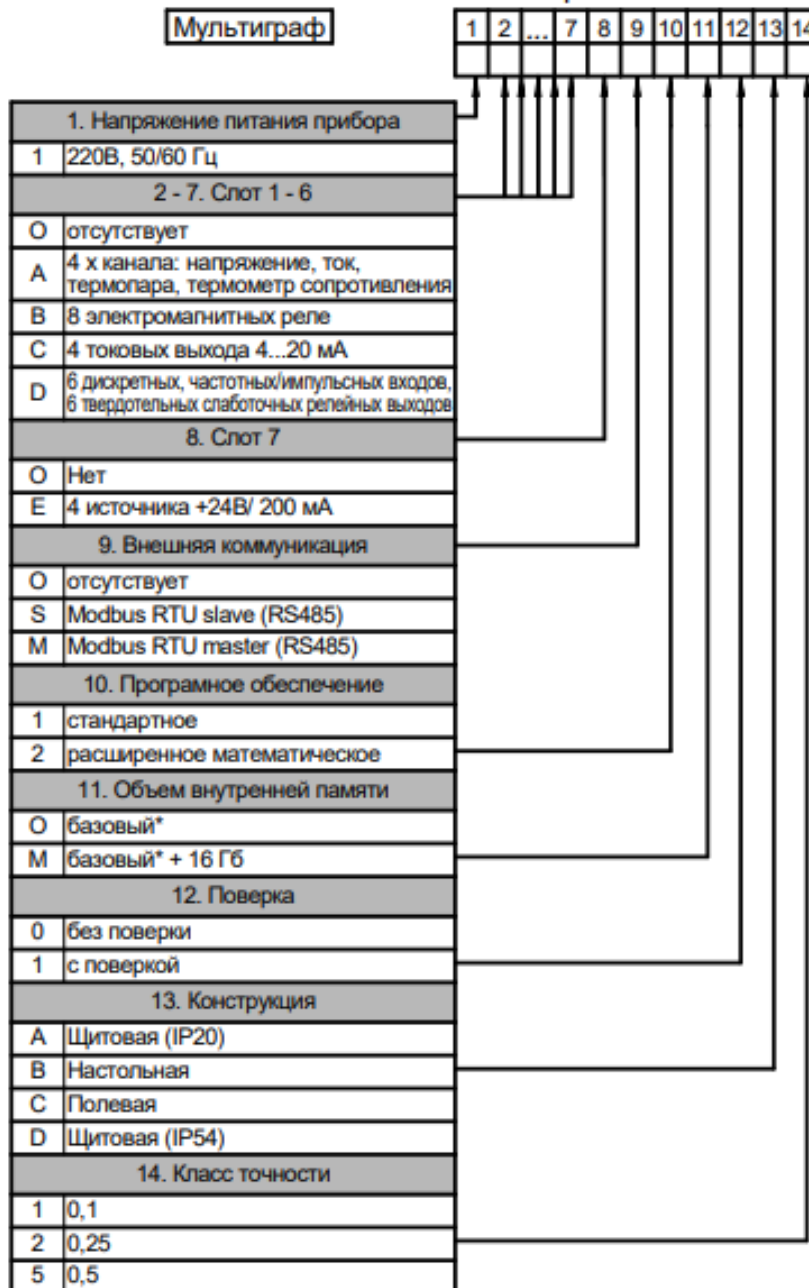 Мультиграф
1 2 ... 7 8 9 10 11 12 13 14
1. Напряжение питания прибора
1 220В, 50/60 Гц
2 - 7. Слот 1 - 6
О отсутствует
А 4 х канала: напряжение, ток,
термопара, термометр сопротивления
В 8 электромагнитных реле
С 4 токовых выхода 4...20 мА
D 6 дискретных, частотных/импульсных входов,
6 твердотельных слаботочных релейных выходов
8. Слот 7
О Нет
Е 4 источника +24В/ 200 мА
9. Внешняя коммуникация
О отсутствует
S Modbus RTU slave (RS485)
M Modbus RTU master (RS485)
10. Програмное обеспечение
1 стандартное
2 расширенное математическое
11. Объем внутренней памяти
О базовый*
М базовый* + 16 Гб
12. Поверка
0 без поверки
1 с поверкой
13. Конструкция
А Щитовая (IP20)
В Настольная
С Полевая
D Щитовая (IP54)
14. Класс точности
1 0,1
2 0,25
5 0,5